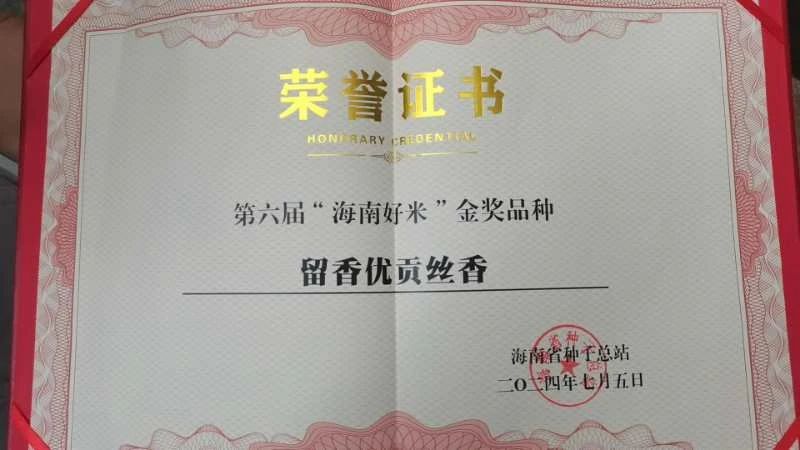 荣誉证书
HONORARY CREDENTIAL
第六届“海南好米”金奖品种
留香优贡丝香
海南省种子总站
二〇二四年七月五日